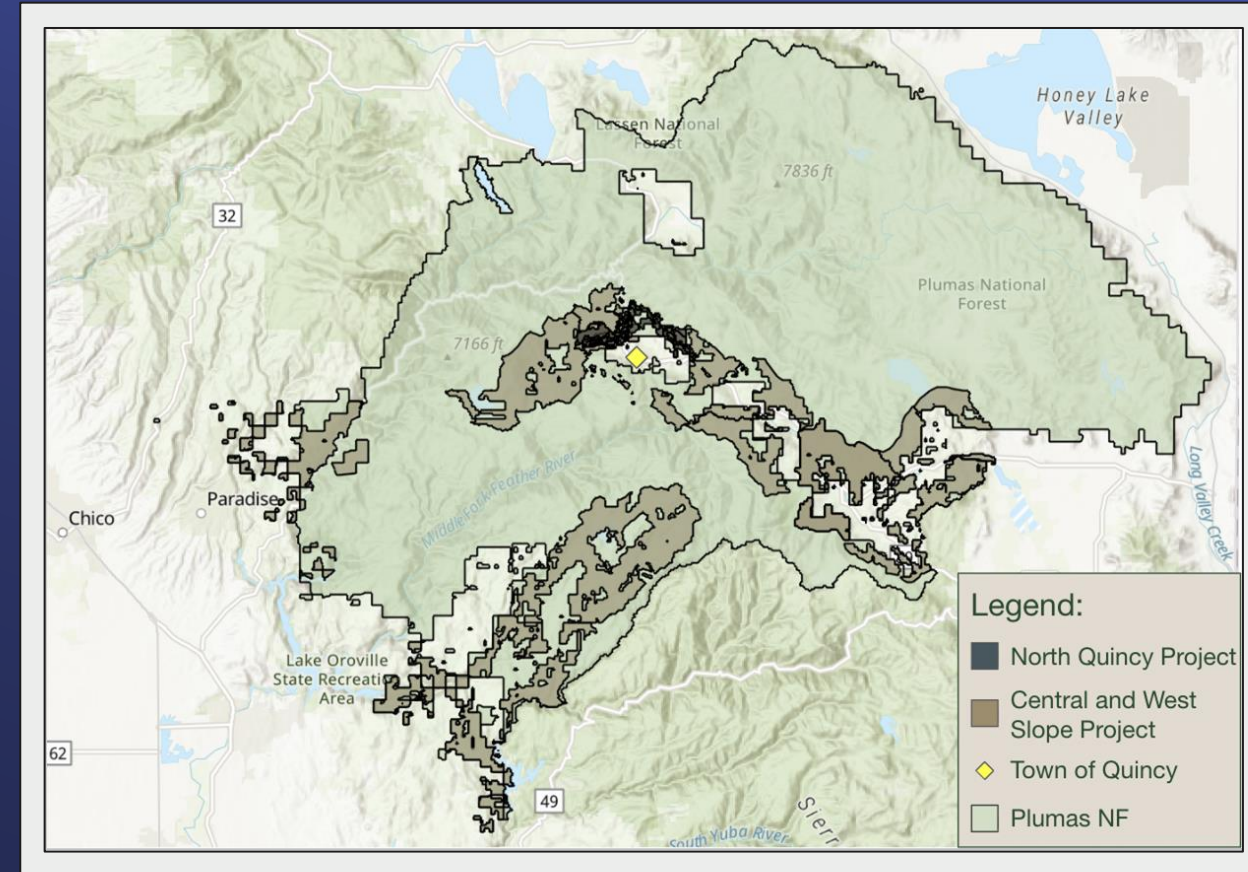 Honey Lake
Valley
Lassen National
Forest
7836 ft
32
Plumas National
Forest
7166 ft
Paradise
Chico
Middle Fork Feather River
Long Valley Creek
Lake Oroville
State Recreati
Area
62
49
Sierr
South Yuba River
Legend:
North Quincy Project
Central and West
Slope Project
Town of Quincy
Plumas NF